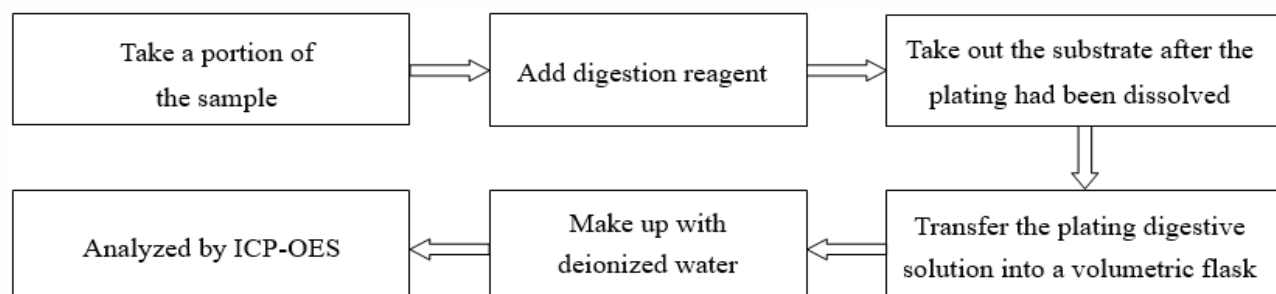 Take a portion of
the sample
Add digestion reagent
Take out the substrate after the
plating had been dissolved
Transfer the plating digestive
solution into a volumetric flask
Make up with
deionized water
Analyzed by ICP-OES